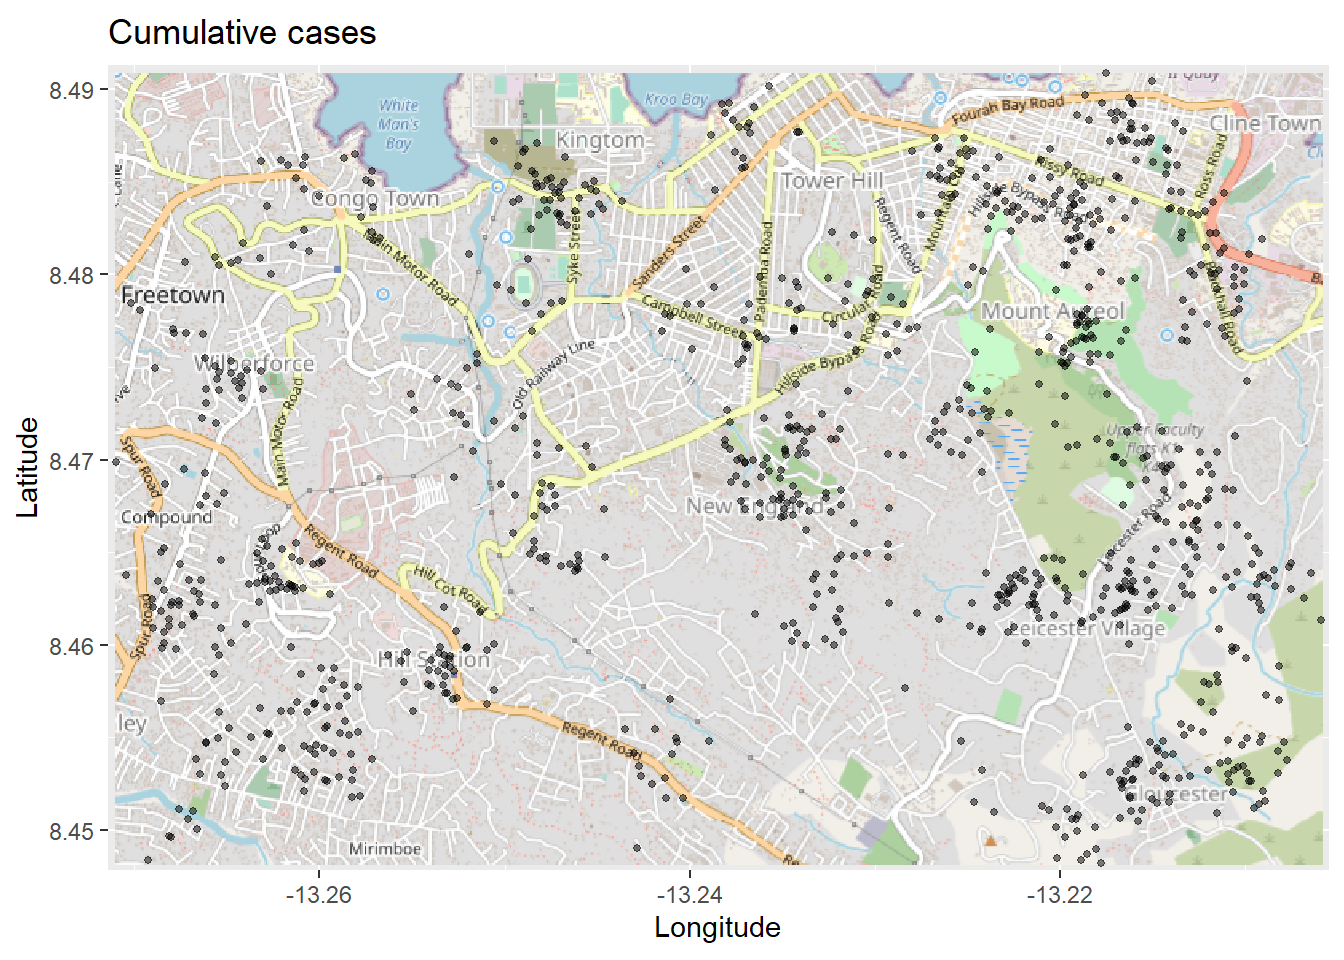 Cumulative cases
8.49
8.48
8.47
8.46
8.45
Latitude
-13.26
-13.24
-13.22
Longitude
White
Man's
Bay
Kroo Bay
Kingtom
Fourah Bay Road
Cline Town
Congo Town
Tower Hill
Kissy Road
Ross Road
Hillside Bypass Road
Mountain Cut
Regent Road
Main Motor Road
Syke Street
Sanders Street
Pademba Road
Freetown
Campbell Street
Circular Road
Mount Aureol
Wilberforce
Old Railway Line
Hillside Bypass Road
Main Motor Road
Upper Faculty
flats K1
Spur Road
New England
Compound
Regent Road
Leicester Road
Hill Cot Road
Spur Road
Leicester Village
Hill Station
ley
Regent Road
Gloucester
Mirimboe